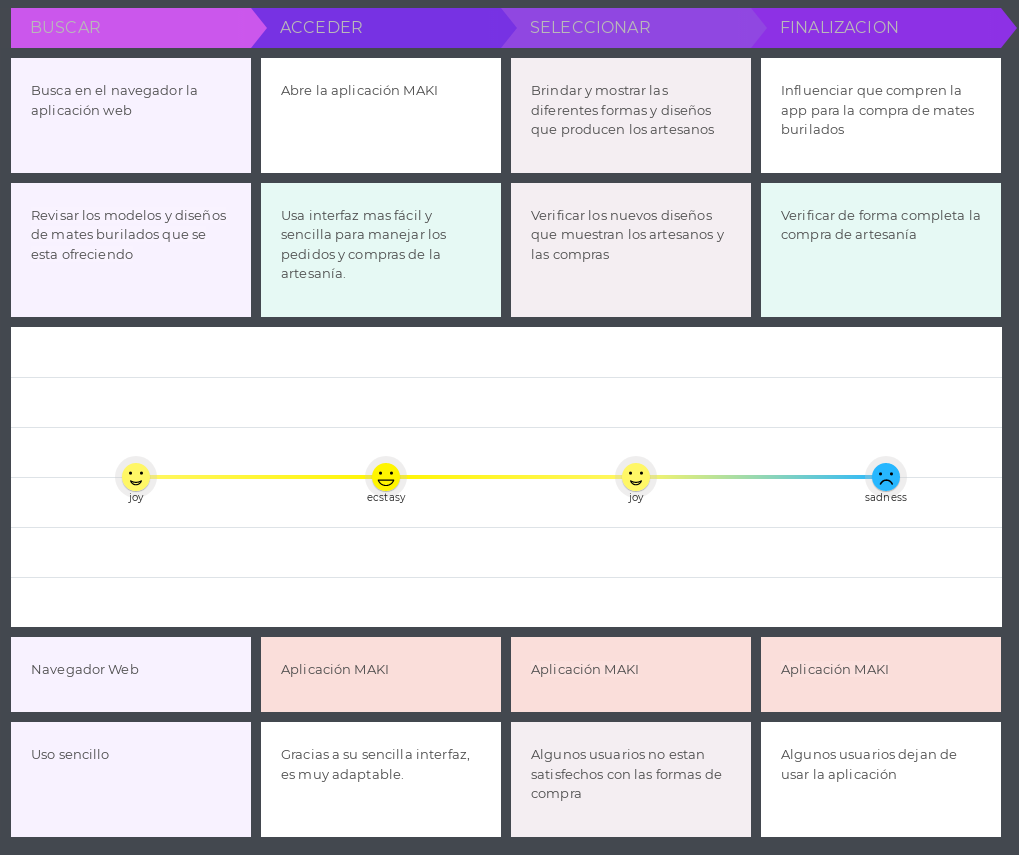 BUSCAR
ACCEDER
SELECCIONAR
FINALIZACION
Busca en el navegador la
aplicación web
Abre la aplicación MAKI
Brindar y mostrar las
diferentes formas y diseños
que producen los artesanos
Influenciar que compren la
app para la compra de mates
burilados
Revisar los modelos y diseños
de mates burilados que se
esta ofreciendo
Usa interfaz mas fácil y
sencilla para manejar los
pedidos y compras de la
artesanía.
Verificar los nuevos diseños
que muestran los artesanos y
las compras
Verificar de forma completa la
compra de artesanía
joy
ecstasy
joy
sadness
Navegador Web
Aplicación MAKI
Aplicación MAKI
Aplicación MAKI
Uso sencillo
Gracias a su sencilla interfaz,
es muy adaptable.
Algunos usuarios no estan
satisfechos con las formas de
compra
Algunos usuarios dejan de
usar la aplicación